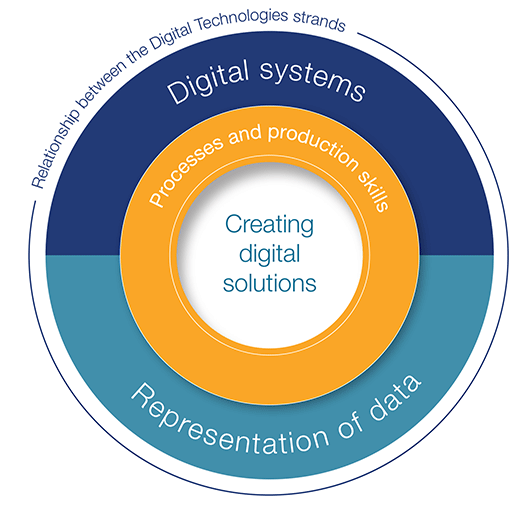 Relationship between the Digital Technologies strands
Digital systems
Processes and production skills
Creating
digital
solutions
Representation of data